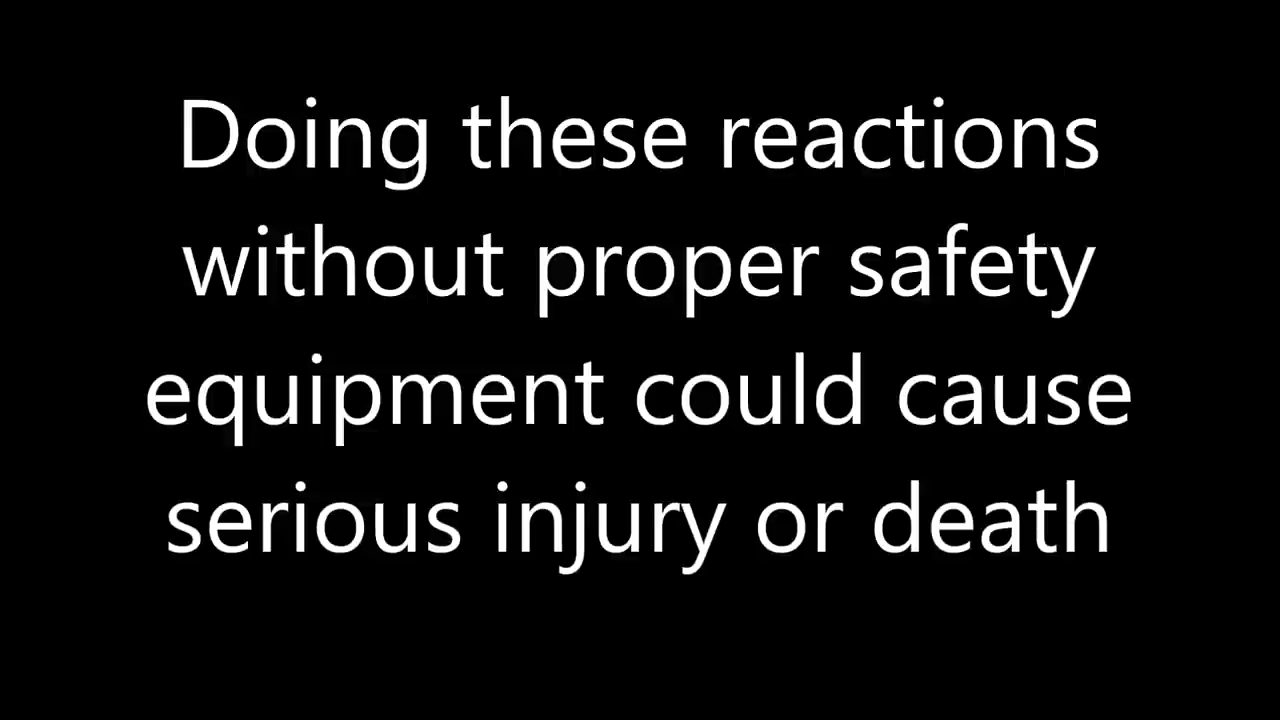 Doing these reactions
without proper safety
equipment could cause
serious injury or death